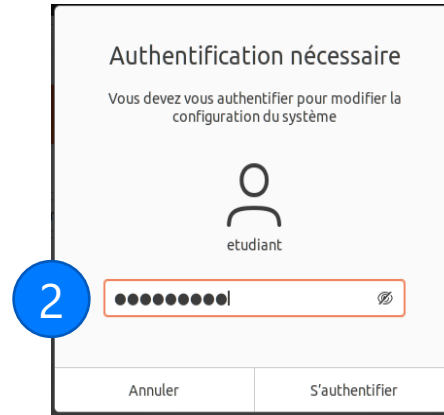 Authentification nécessaire
Vous devez vous authentifier pour modifier la
configuration du système
etudiant
2
●●●●●●●●●
Annuler
S'authentifier